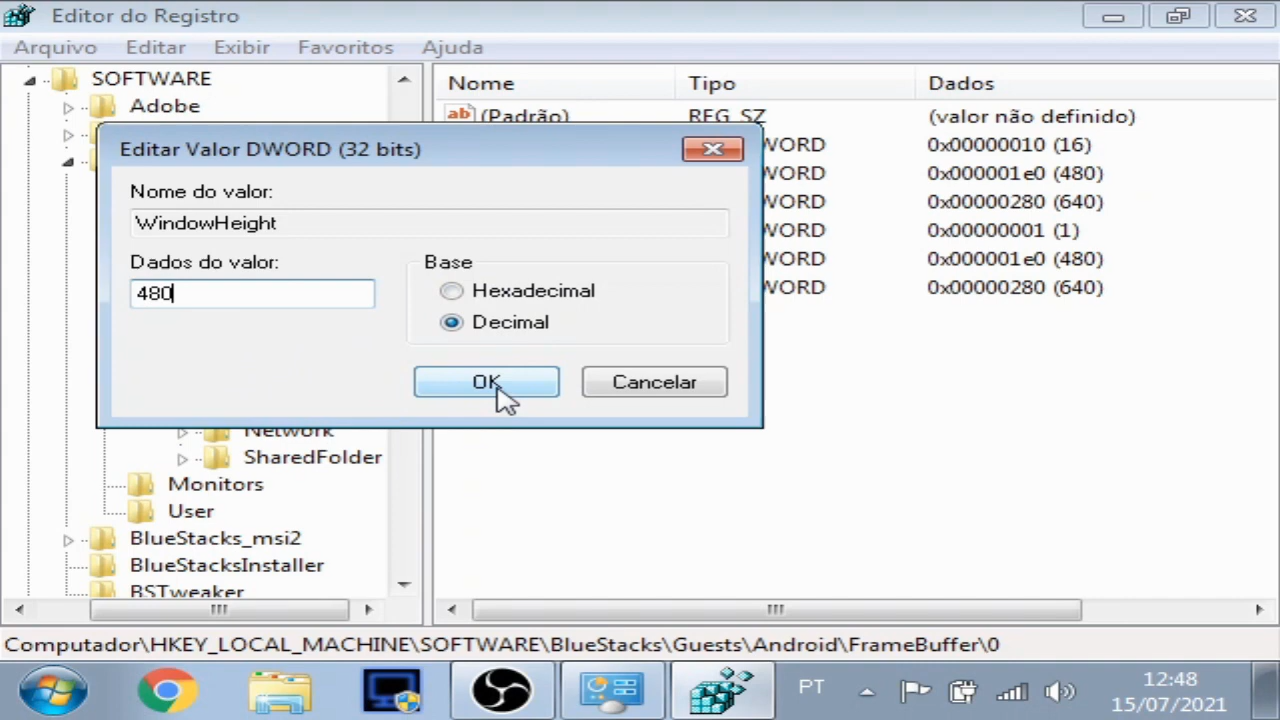 Editor do Registro
Arquivo Editar Exibir Favoritos Ajuda
SOFTWARE
Adobe
Nome Tipo Dados
(Padrão) REG_SZ (valor não definido)
WORD 0x00000010 (16)
WORD 0x000001e0 (480)
WORD 0x00000280 (640)
WORD 0x00000001 (1)
WORD 0x000001e0 (480)
WORD 0x00000280 (640)
Editar Valor DWORD (32 bits)
Nome do valor:
WindowHeight
Dados do valor:
480
Base
Hexadecimal
Decimal
OK Cancelar
Network
SharedFolder
Monitors
User
BlueStacks_msi2
BlueStacksInstaller
BSTweaker
Computador\HKEY_LOCAL_MACHINE\SOFTWARE\BlueStacks\Guests\Android\FrameBuffer\0
PT
12:48
15/07/2021